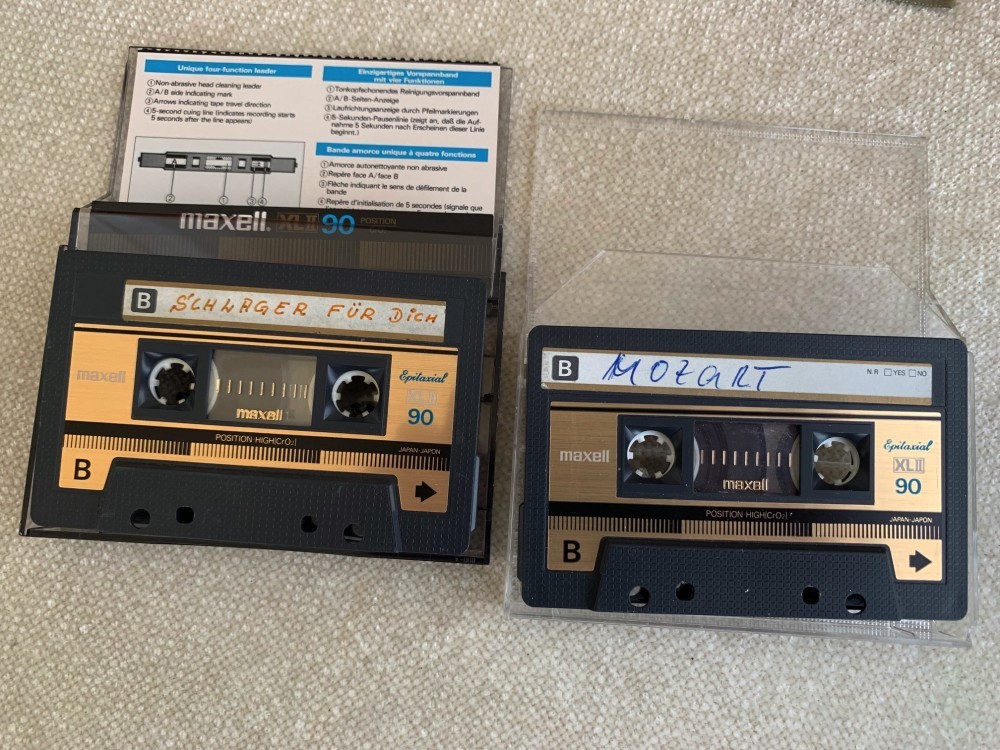 Unique four-function leader
①Non-abrasive head cleaning leader
②A/B side indicating mark
③Arrows indicating tape travel direction
④5-second cuing line (indicates recording starts
5 seconds after the line appears)
A
②
①
③
④
Einzigartiges Vorspannband
mit vier Funktionen
①Tonkopfschonendes Reinigungsvorspannband
②A/B-Seiten-Anzeige
③Laufrichtungsanzeige durch Pfeilmarkierungen
④5-Sekunden-Pausenlinie (zeigt an, daß die Auf-
nahme 5 Sekunden nach Erscheinen dieser Linie
beginnt.)
Bande amorce unique à quatre fonctions
①Amorce autonettoyante non abrasive
②Repère face A/face B
③Flèche indiquant le sens de défilement de la
bande
④Repère d'initialisation de 5 secondes (signale que
maxell. XLII 90 POSITION
B SCHLAGER FÜR DICH
maxell
Epitaxial
XLII
90
maxell
POSITION·HIGH(CrO₂)
JAPAN·JAPON
B
B MOZART N.R □YES □NO
maxell
Epitaxial
XLII
90
maxell
POSITION·HIGH(CrO₂)
JAPAN·JAPON
B